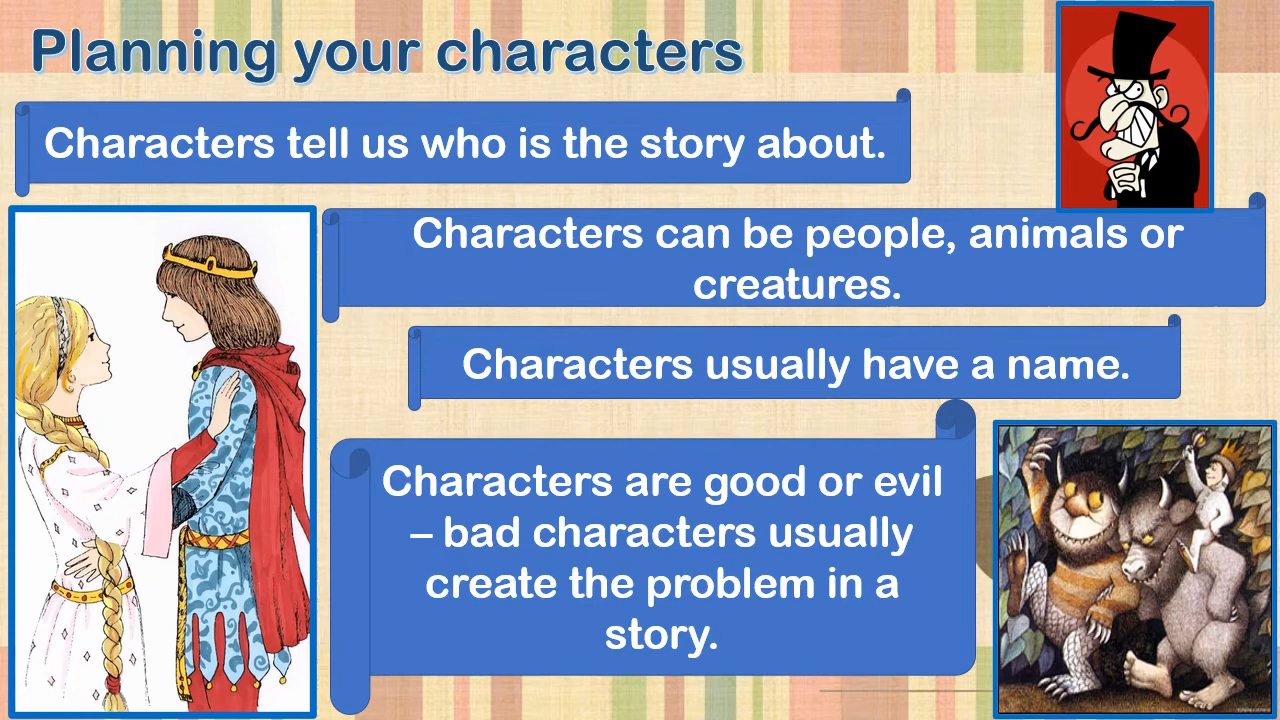 Planning your characters
Characters tell us who is the story about.
Characters can be people, animals or
creatures.
Characters usually have a name.
Characters are good or evil
– bad characters usually
create the problem in a
story.